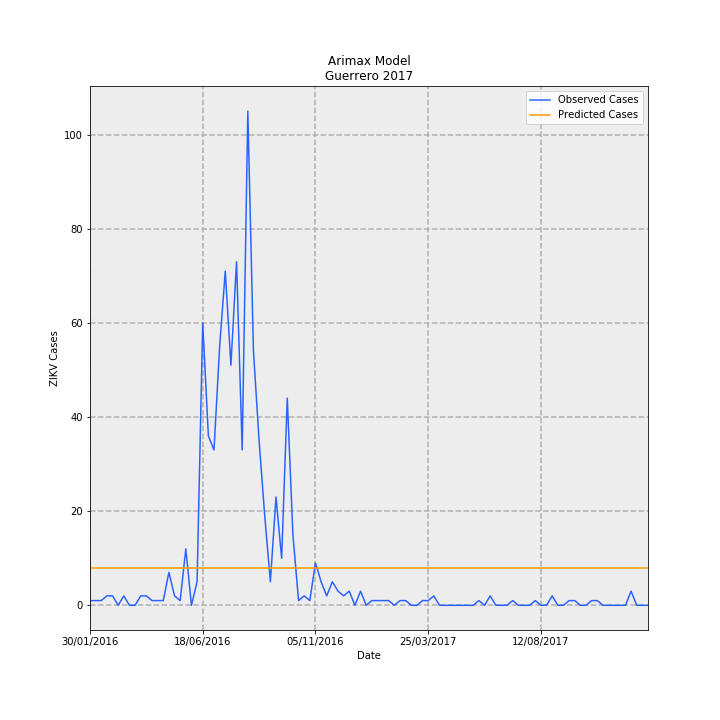 Arimax Model
Guerrero 2017
Observed Cases
Predicted Cases
100
80
60
40
20
0
ZIKV Cases
30/01/2016
18/06/2016
05/11/2016
25/03/2017
12/08/2017
Date